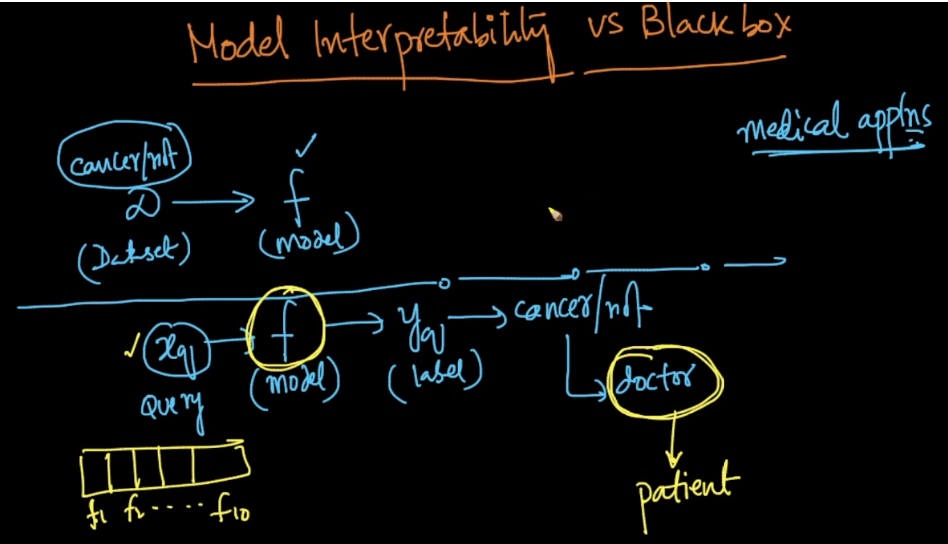 Model Interpretability vs Blackbox
medical appln̲s
cancer/not
D → f
(Dataset) (model)
xq → f → yq → cancer/not
Query (model) (label)
doctor
f1 f2 ..... f10
patient